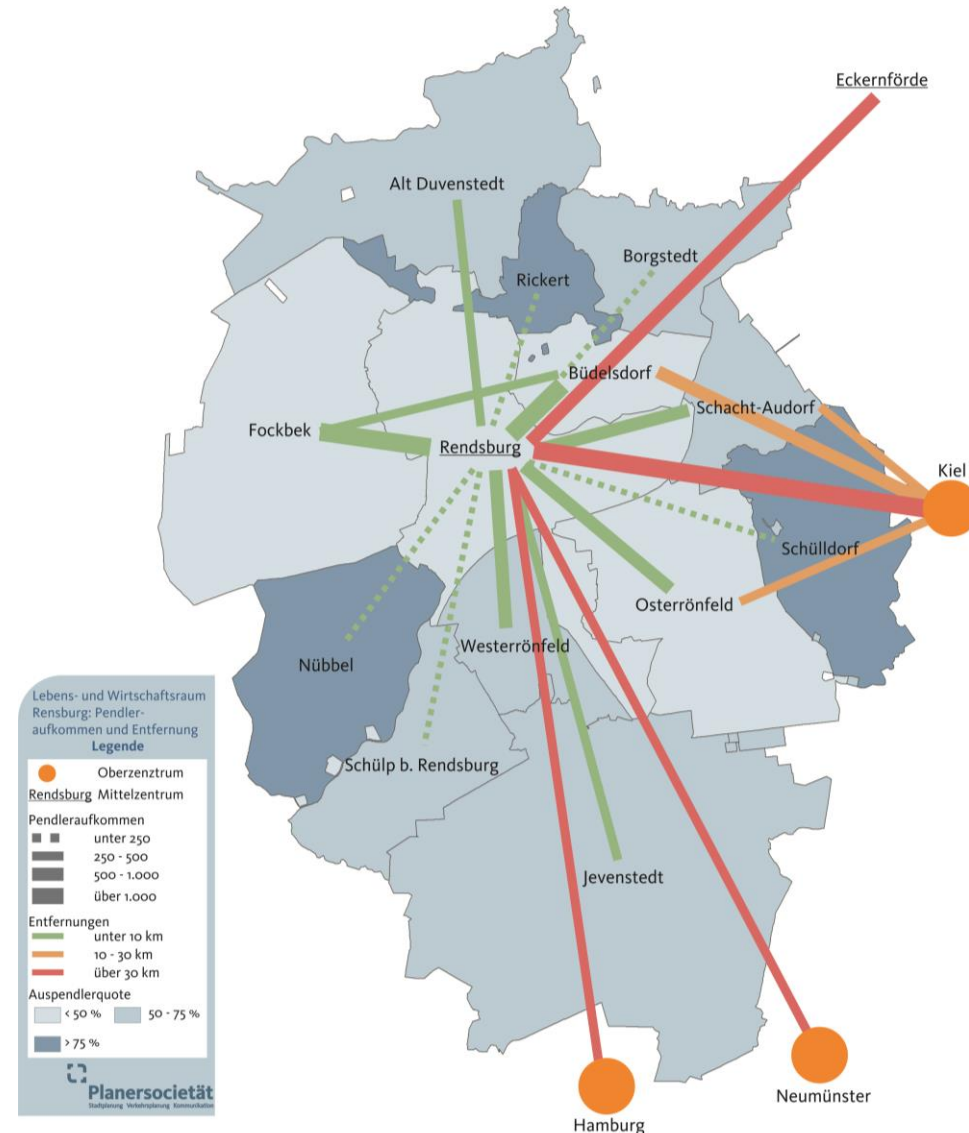 Eckernförde
Alt Duvenstedt
Borgstedt
Rickert
Büdelsdorf
Schacht-Audorf
Fockbek
Rendsburg
Kiel
Schülldorf
Osterrönfeld
Westerrönfeld
Nübbel
Schülp b. Rendsburg
Jevenstedt
Neumünster
Hamburg
Lebens- und Wirtschaftsraum
Rensburg: Pendler-
aufkommen und Entfernung
Legende
Oberzenztrum
Rendsburg Mittelzentrum
Pendleraufkommen
unter 250
250 - 500
500 - 1.000
über 1.000
Entfernungen
unter 10 km
10 - 30 km
über 30 km
Auspendlerquote
< 50 % 50 - 75 %
> 75 %
Planersocietät
Stadtplanung Verkehrsplanung Kommunikation